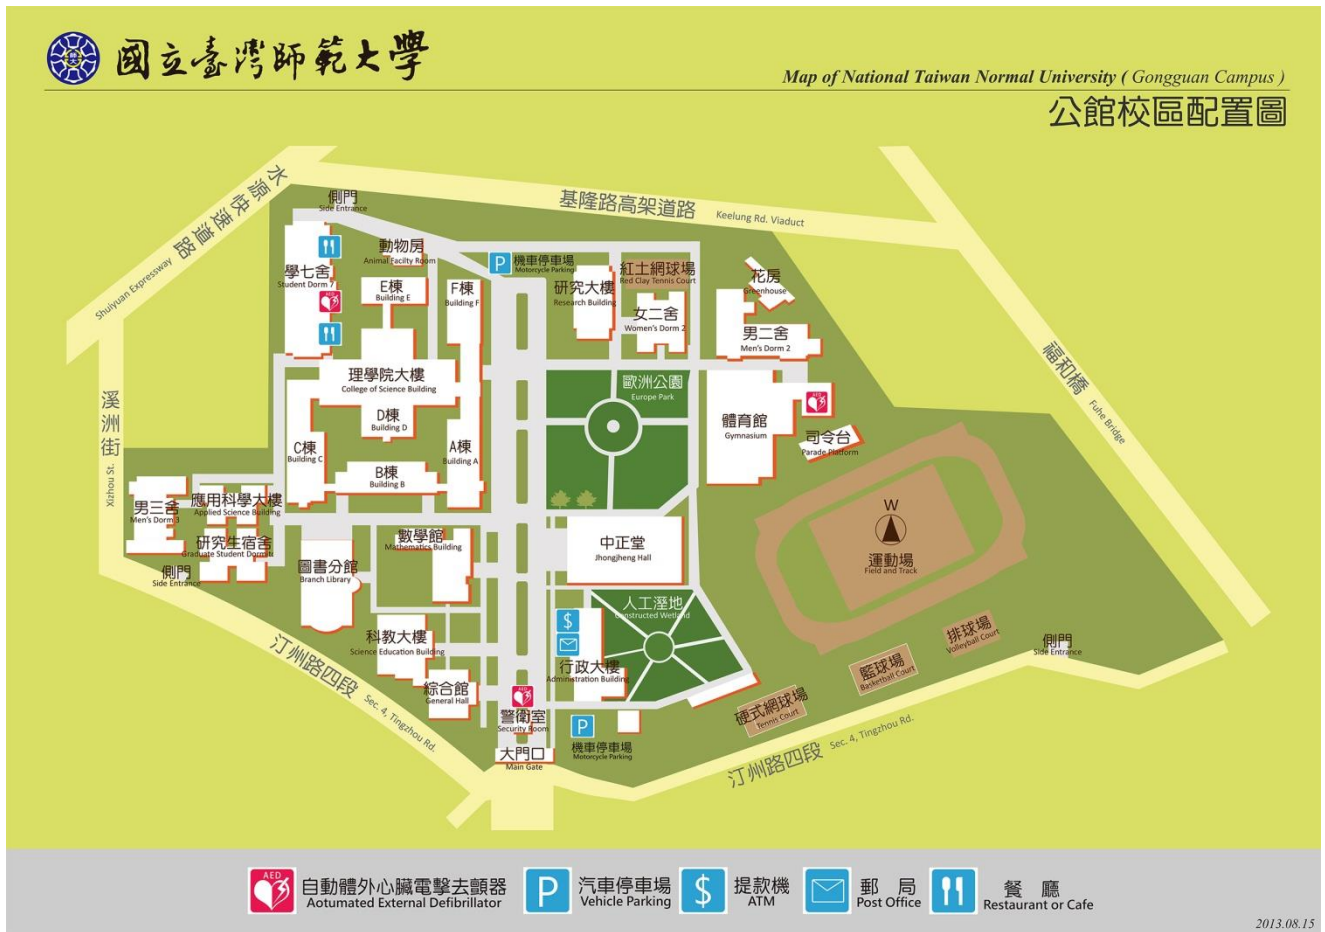 國立臺灣師範大學
Map of National Taiwan Normal University ( Gongguan Campus )
公館校區配置圖
水源快速道路
Shuiyuan Expressway
基隆路高架道路
Keelung Rd. Viaduct
側門
Side Entrance
動物房
Animal Facilty Room
P
機車停車場
Motorcycle Parking
學七舍
Student Dorm 7
AED
E棟
Building E
F棟
Building F
研究大樓
Research Building
紅土網球場
Red Clay Tennis Court
女二舍
Women's Dorm 2
花房
Greenhouse
男二舍
Men's Dorm 2
福和橋
Fuhe Bridge
理學院大樓
College of Science Building
歐洲公園
Europe Park
溪洲街
Xizhou St.
D棟
Building D
C棟
Building C
A棟
Building A
B棟
Building B
體育館
Gymnasium
AED
司令台
Parade Platform
男三舍
Men's Dorm 3
應用科學大樓
Applied Science Building
研究生宿舍
Graduate Student Dormit
側門
Side Entrance
圖書分館
Branch Library
數學館
Mathematics Building
中正堂
Jhongjheng Hall
W
運動場
Field and Track
人工溼地
Constructed Wetland
$
科教大樓
Science Education Building
行政大樓
Administration Building
綜合館
General Hall
AED
警衛室
Security Room
大門口
Main Gate
P
機車停車場
Motorcycle Parking
排球場
Volleyball Court
籃球場
Basketball Court
硬式網球場
Tennis Court
側門
Side Entrance
汀州路四段
Sec. 4, Tingzhou Rd.
汀州路四段
Sec. 4, Tingzhou Rd.
AED
自動體外心臟電擊去顫器
Aotumated External Defibrillator
P
汽車停車場
Vehicle Parking
$
提款機
ATM
郵 局
Post Office
餐 廳
Restaurant or Cafe
2013.08.15